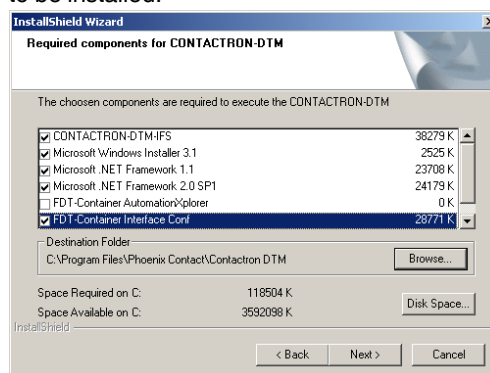 to be installed.
InstallShield Wizard
Required components for CONTACTRON-DTM
The choosen components are required to execute the CONTACTRON-DTM
CONTACTRON-DTM-IFS 38279 K
Microsoft Windows Installer 3.1 2525 K
Microsoft .NET Framework 1.1 23708 K
Microsoft .NET Framework 2.0 SP1 24179 K
FDT-Container AutomationXplorer 0 K
FDT-Container Interface Conf 28771 K
Destination Folder
C:\Program Files\Phoenix Contact\Contactron DTM Browse...
Space Required on C: 118504 K
Space Available on C: 3592098 K
Disk Space...
InstallShield
< Back Next > Cancel